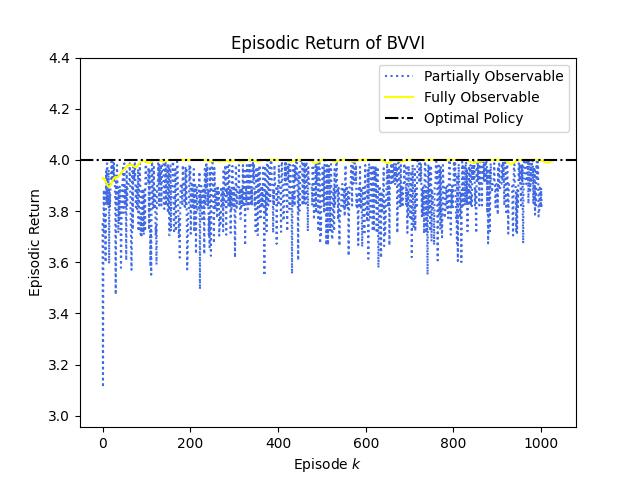 Episodic Return of BVVI
4.4
4.2
4.0
3.8
3.6
3.4
3.2
3.0
Episodic Return
Partially Observable
Fully Observable
Optimal Policy
0 200 400 600 800 1000
Episode k